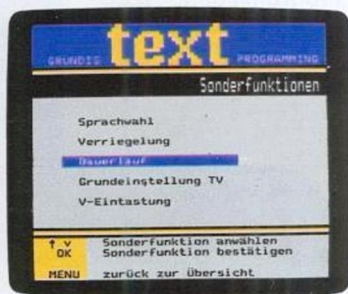 GRUNDIG text PROGRAMMING
Sonderfunktionen
Sprachwahl
Verriegelung
Dauerlauf
Grundeinstellung TV
V-Eintastung
↑ v Sonderfunktion anwählen
OK Sonderfunktion bestätigen
MENU zurück zur Übersicht